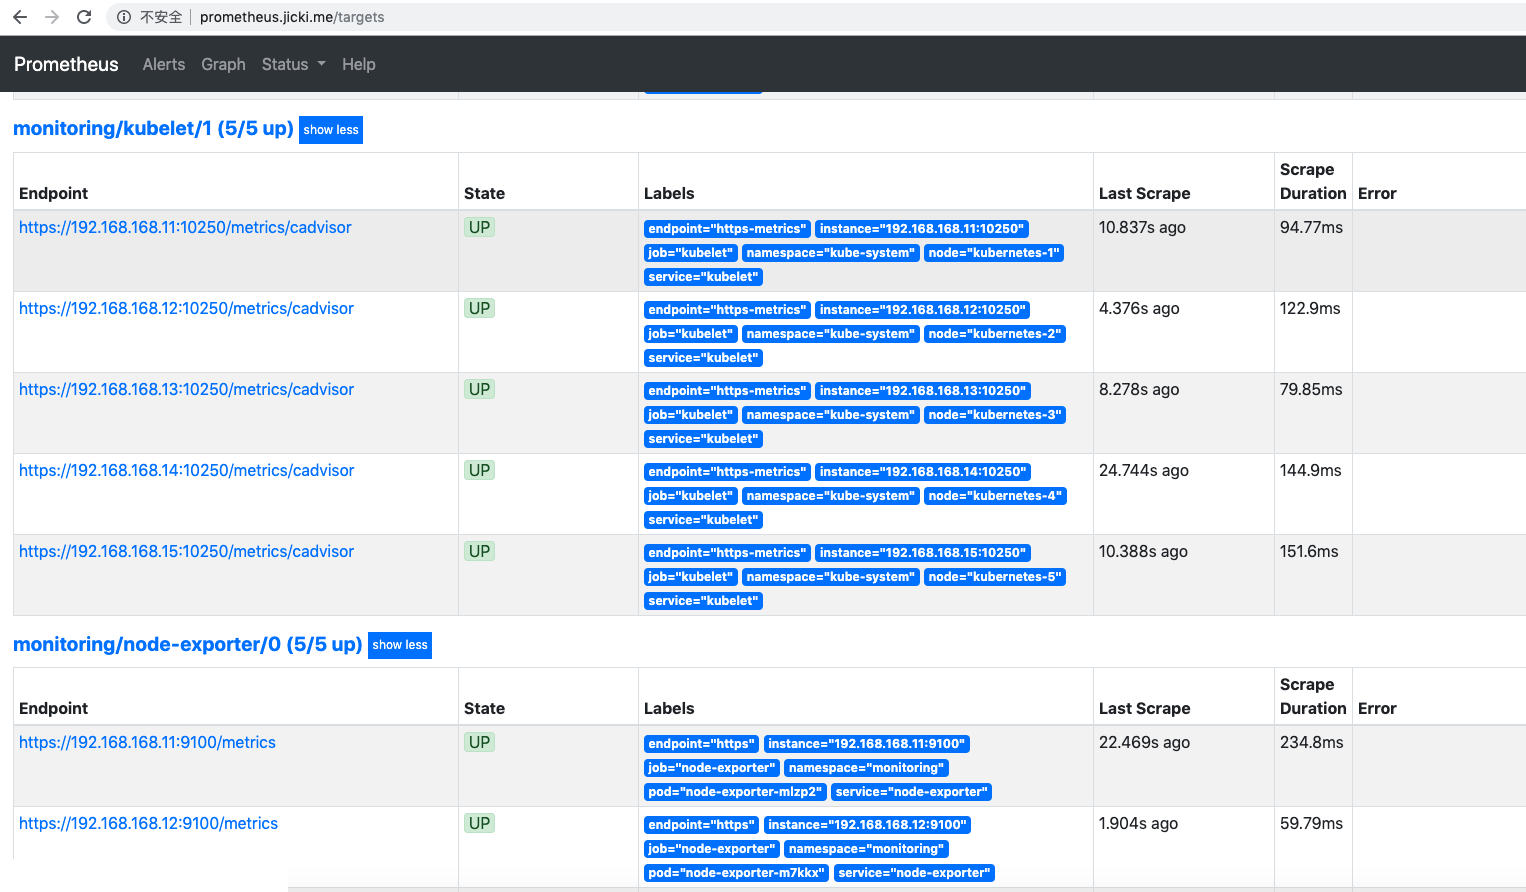 不安全 prometheus.jicki.me/targets
Prometheus Alerts Graph Status Help
monitoring/kubelet/1 (5/5 up) show less
Endpoint State Labels Last Scrape Scrape Duration Error
https://192.168.168.11:10250/metrics/cadvisor UP endpoint="https-metrics" instance="192.168.168.11:10250" 10.837s ago 94.77ms
job="kubelet" namespace="kube-system" node="kubernetes-1"
service="kubelet"
https://192.168.168.12:10250/metrics/cadvisor UP endpoint="https-metrics" instance="192.168.168.12:10250" 4.376s ago 122.9ms
job="kubelet" namespace="kube-system" node="kubernetes-2"
service="kubelet"
https://192.168.168.13:10250/metrics/cadvisor UP endpoint="https-metrics" instance="192.168.168.13:10250" 8.278s ago 79.85ms
job="kubelet" namespace="kube-system" node="kubernetes-3"
service="kubelet"
https://192.168.168.14:10250/metrics/cadvisor UP endpoint="https-metrics" instance="192.168.168.14:10250" 24.744s ago 144.9ms
job="kubelet" namespace="kube-system" node="kubernetes-4"
service="kubelet"
https://192.168.168.15:10250/metrics/cadvisor UP endpoint="https-metrics" instance="192.168.168.15:10250" 10.388s ago 151.6ms
job="kubelet" namespace="kube-system" node="kubernetes-5"
service="kubelet"
monitoring/node-exporter/0 (5/5 up) show less
Endpoint State Labels Last Scrape Scrape Duration Error
https://192.168.168.11:9100/metrics UP endpoint="https" instance="192.168.168.11:9100" 22.469s ago 234.8ms
job="node-exporter" namespace="monitoring"
pod="node-exporter-mlzp2" service="node-exporter"
https://192.168.168.12:9100/metrics UP endpoint="https" instance="192.168.168.12:9100" 1.904s ago 59.79ms
job="node-exporter" namespace="monitoring"
pod="node-exporter-m7kkx" service="node-exporter"